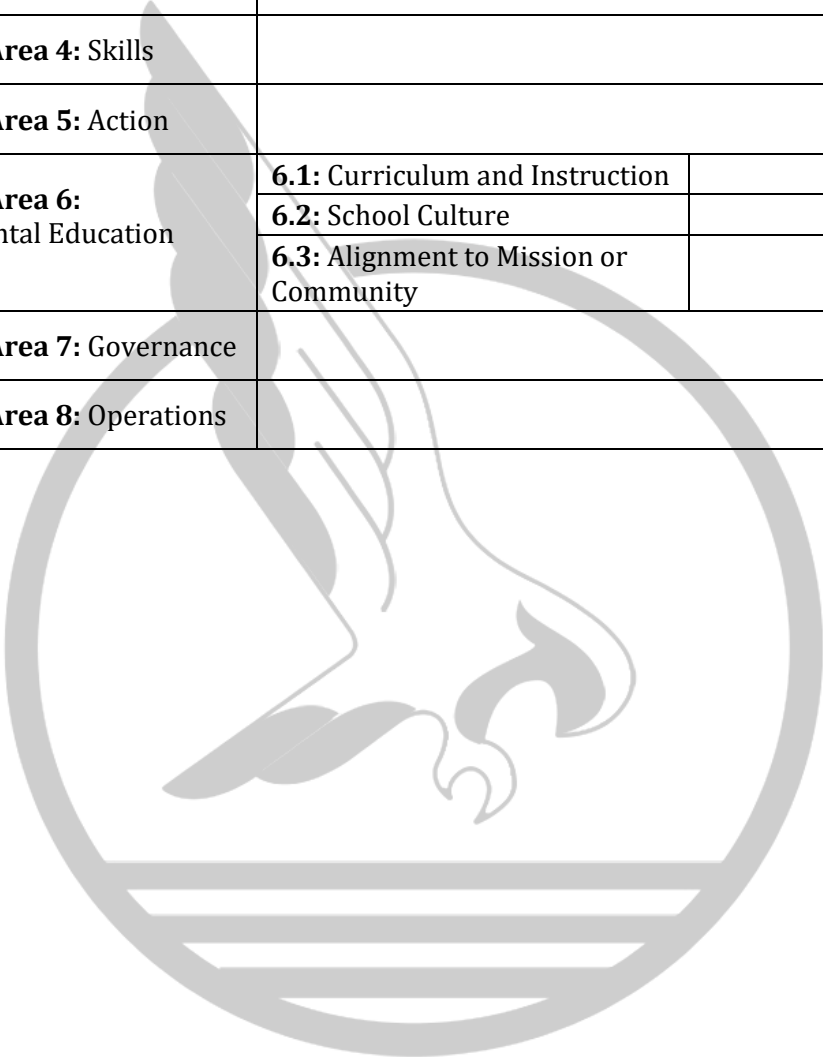 Area 4: Skills
Area 5: Action
Area 6:
6.1: Curriculum and Instruction
Education
6.2: School Culture
6.3: Alignment to Mission or
Community
Area 7: Governance
Area 8: Operations